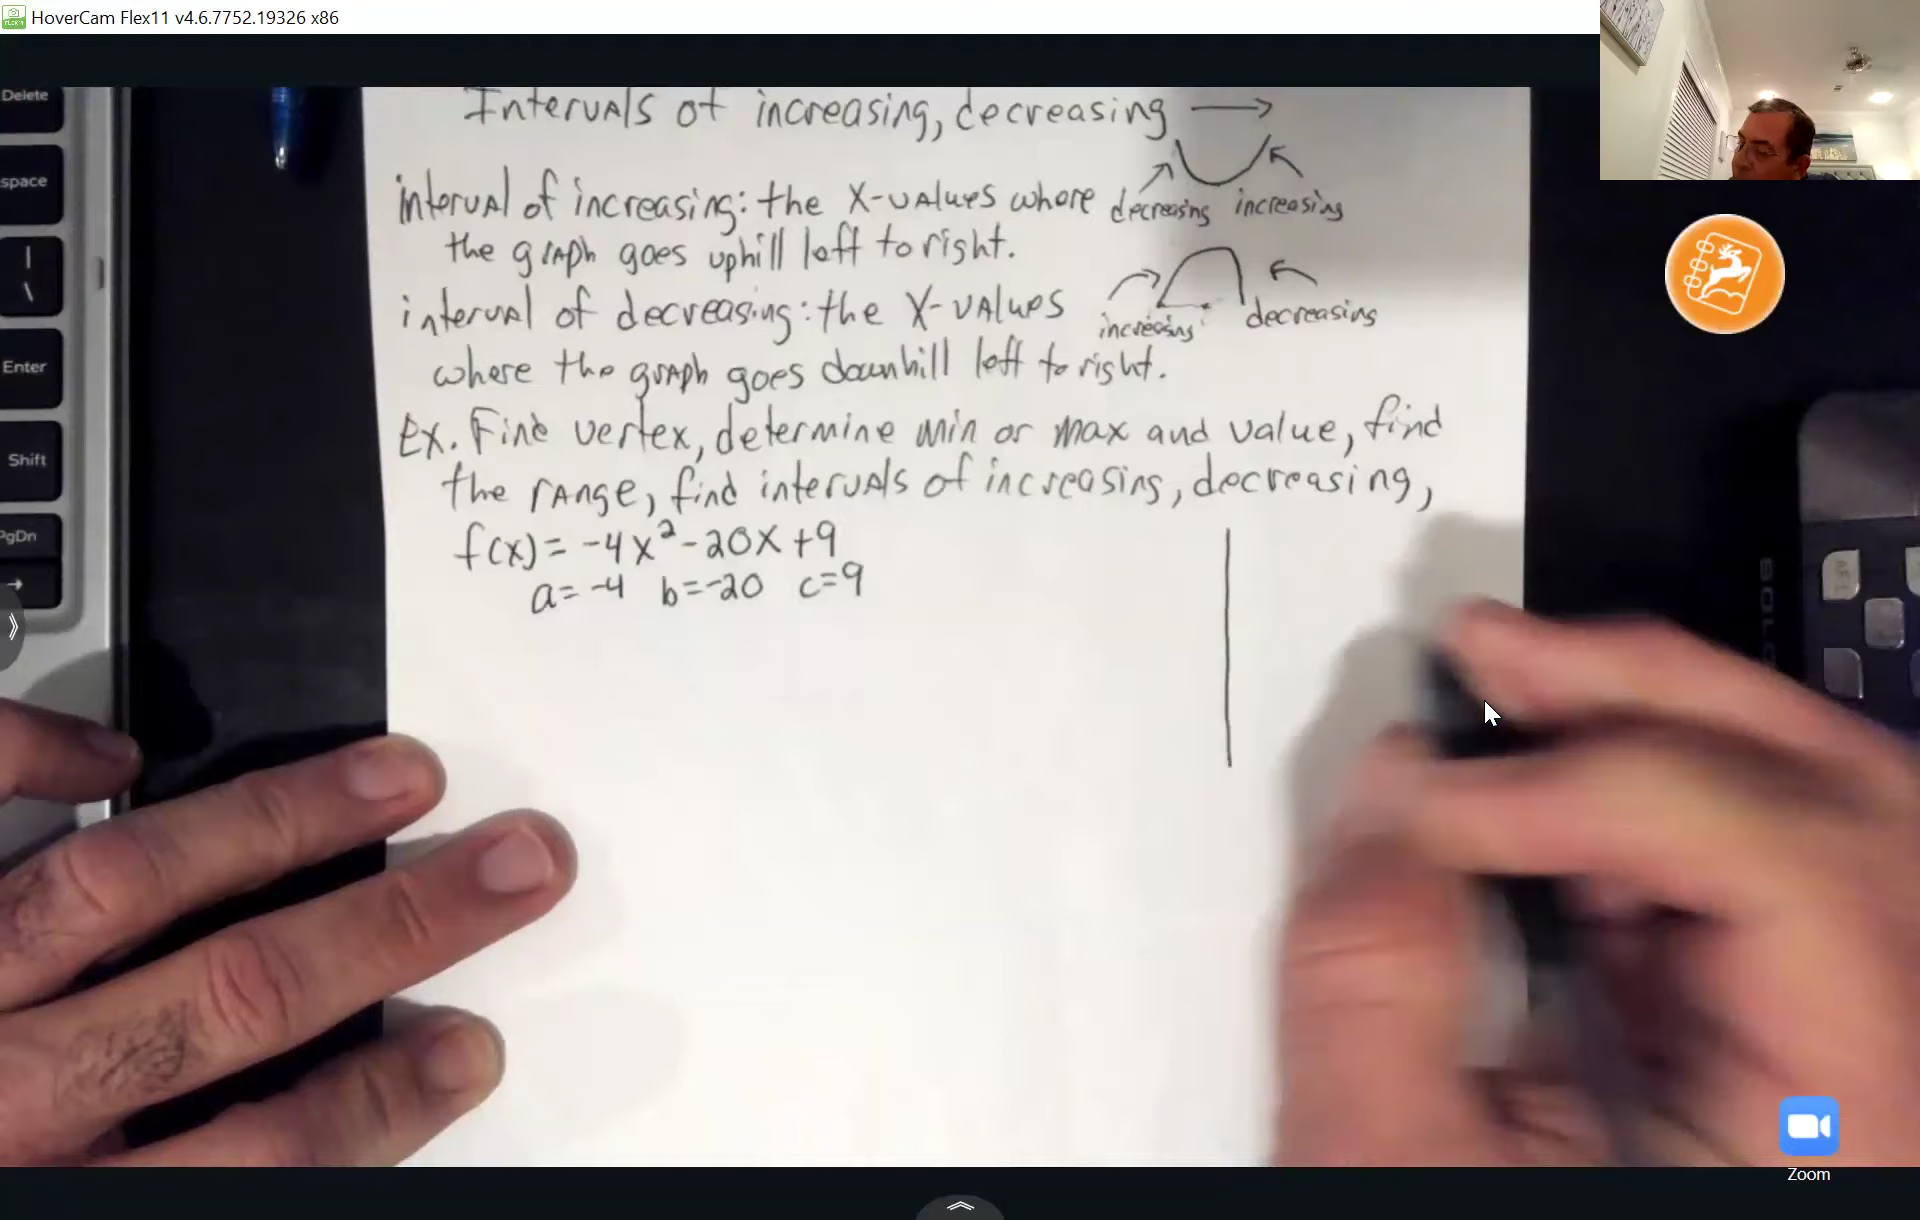 HoverCam Flex11 v4.6.7752.19326 x86
Delete
space
|
\
Enter
Shift
PgDn
Intervals of increasing, decreasing →
interval of increasing: the X-values where
decreasing increasing
the graph goes uphill left to right.
interval of decreasing: the X-values
increasing decreasing
where the graph goes downhill left to right.
Ex. Find vertex, determine min or max and value, find
the range, find intervals of increasing, decreasing,
f(x) = -4x² - 20x + 9
a = -4 b = -20 c = 9
Zoom